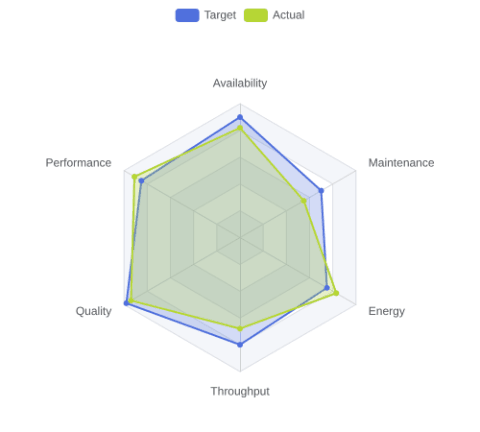 Target Actual
Availability
Performance Maintenance
Quality Energy
Throughput